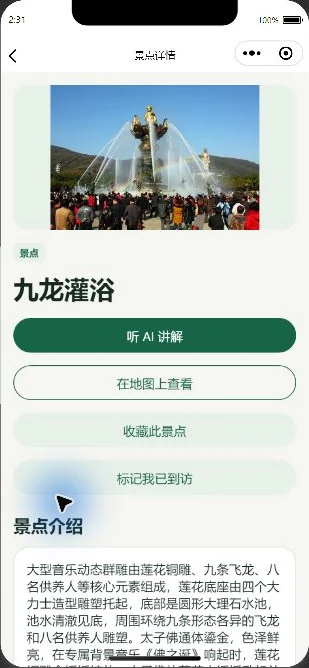 2:31
100%
景点详情
景点
九龙灌浴
听 AI 讲解
在地图上查看
收藏此景点
标记我已到访
景点介绍
大型音乐动态群雕由莲花铜雕、九条飞龙、八
名供养人等核心元素组成，莲花底座由四个大
力士造型雕塑托起，底部是圆形大理石水池，
池水清澈见底，周围环绕九条形态各异的飞龙
和八名供养人雕塑。太子佛通体鎏金，色泽鲜
亮，在专属背景音乐《佛之诞》响起时，莲花